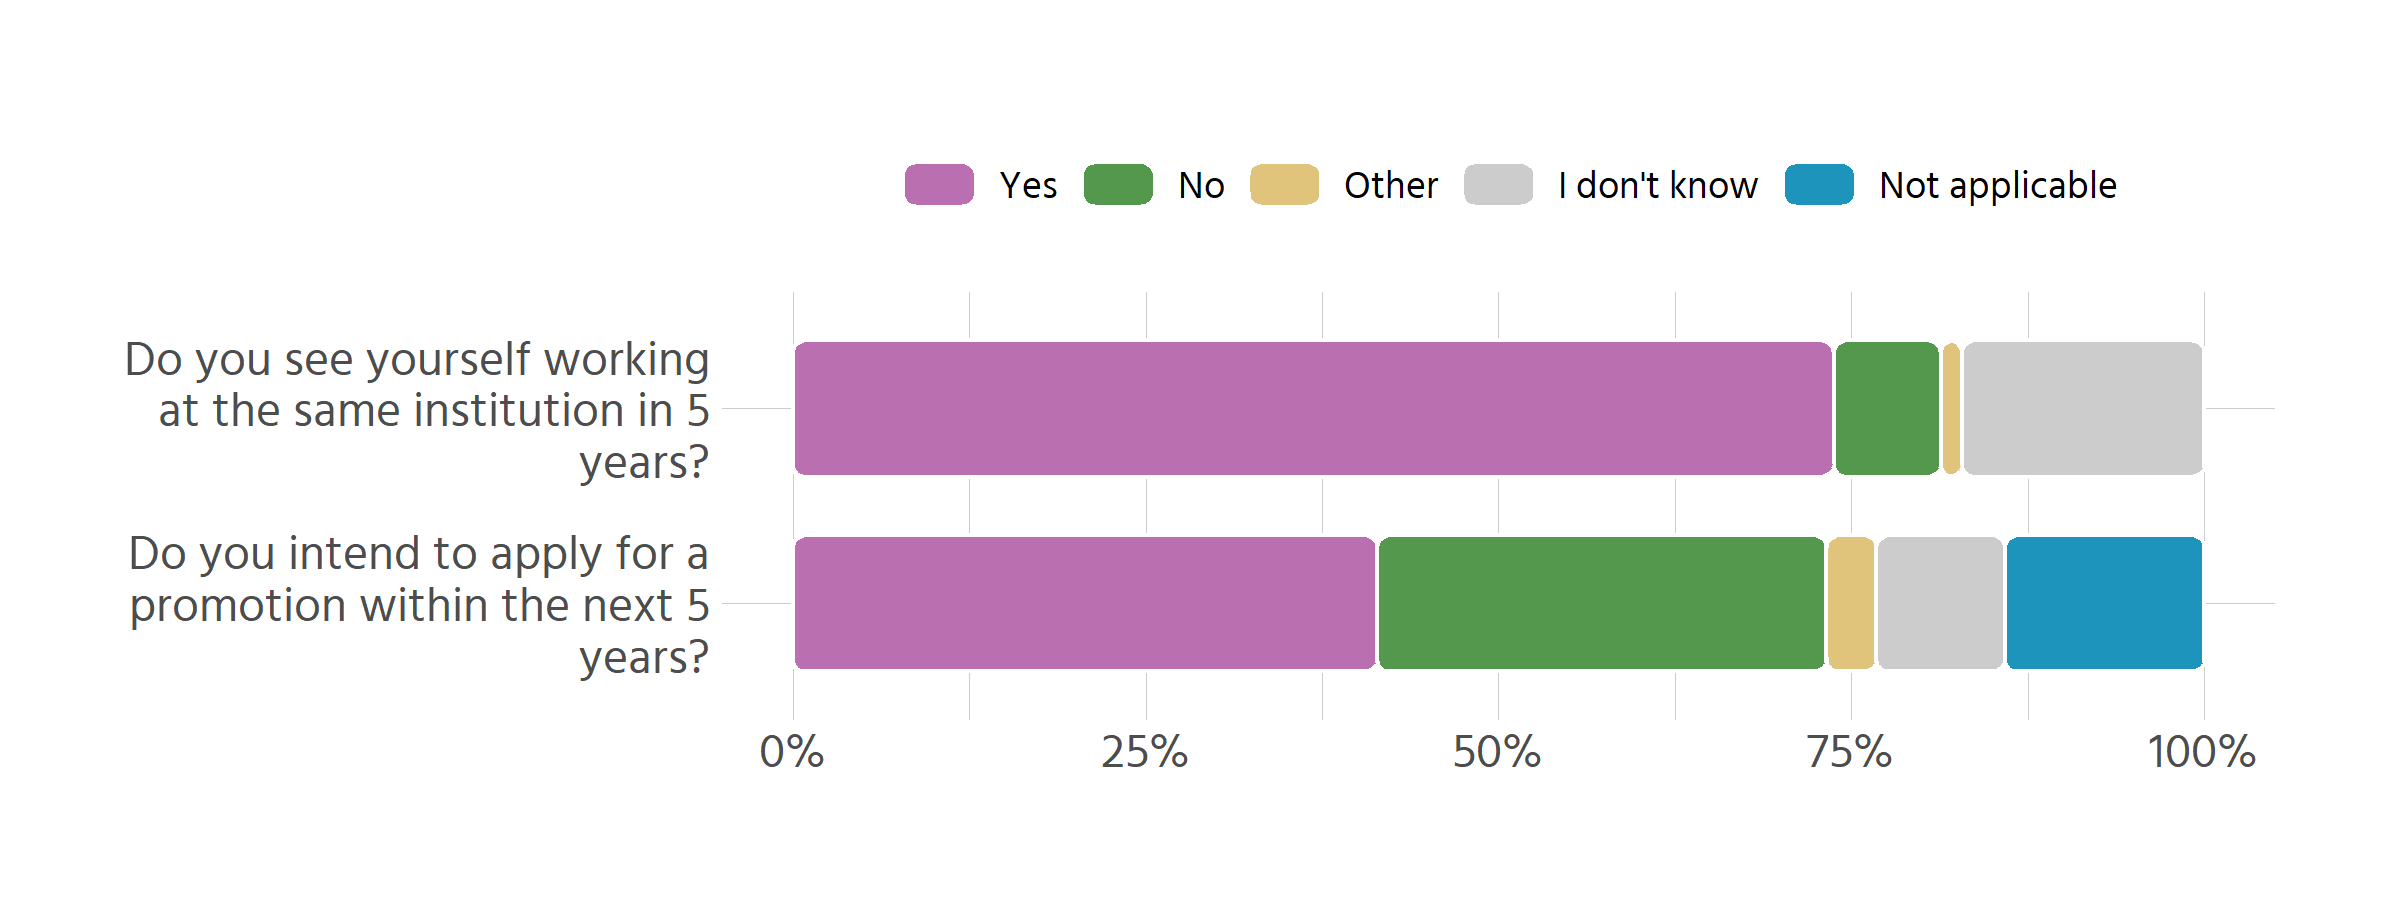 Yes No Other I don't know Not applicable
Do you see yourself working
at the same institution in 5
years?
Do you intend to apply for a
promotion within the next 5
years?
0% 25% 50% 75% 100%